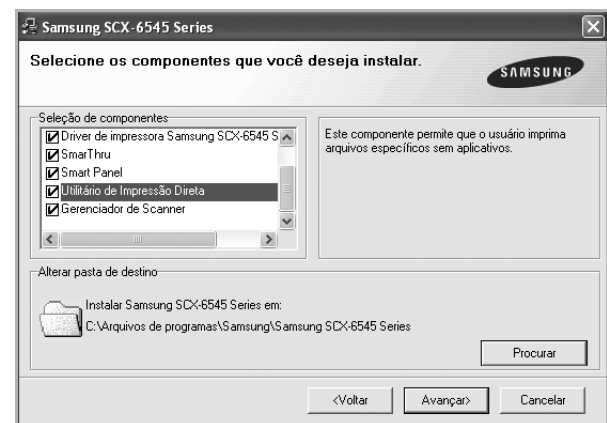 Samsung SCX-6545 Series
Selecione os componentes que você deseja instalar.
SAMSUNG
Seleção de componentes
Driver de impressora Samsung SCX-6545 S
SmarThru
Smart Panel
Utilitário de Impressão Direta
Gerenciador de Scanner
Este componente permite que o usuário imprima
arquivos específicos sem aplicativos.
Alterar pasta de destino
Instalar Samsung SCX-6545 Series em:
C:\Arquivos de programas\Samsung\Samsung SCX-6545 Series
Procurar
<Voltar
Avançar>
Cancelar